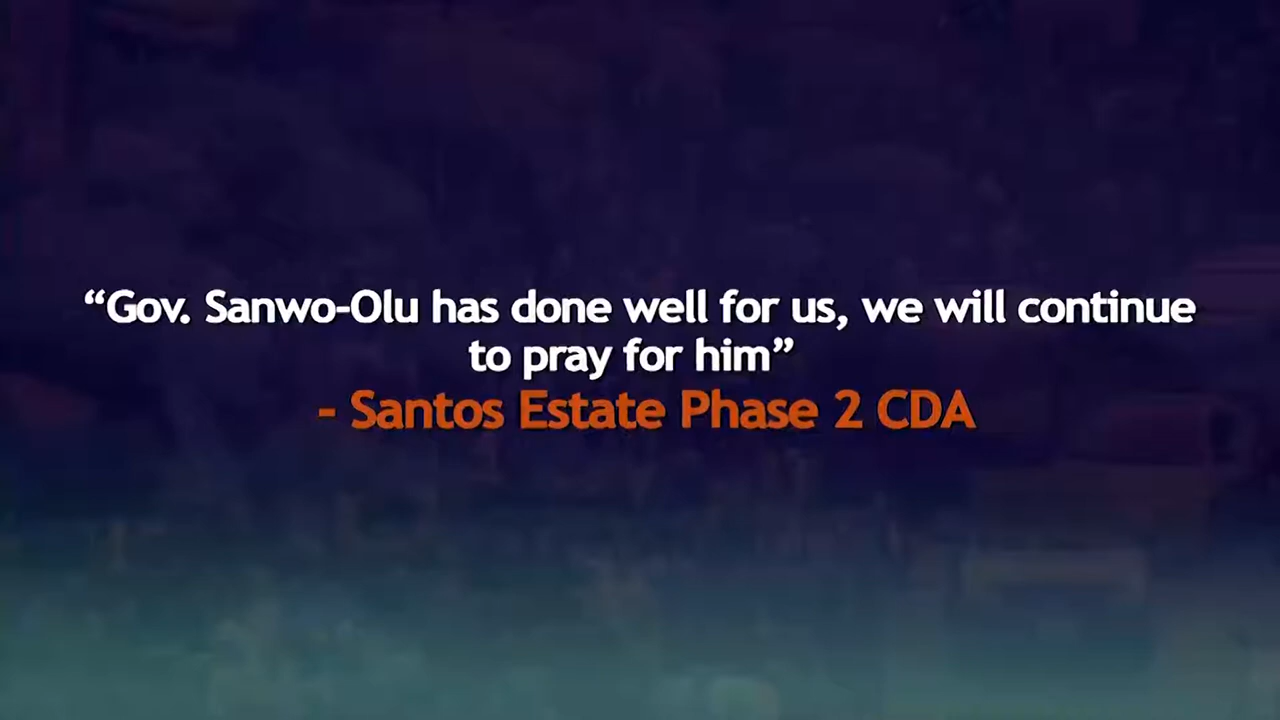 “Gov. Sanwo-Olu has done well for us, we will continue
to pray for him”
- Santos Estate Phase 2 CDA